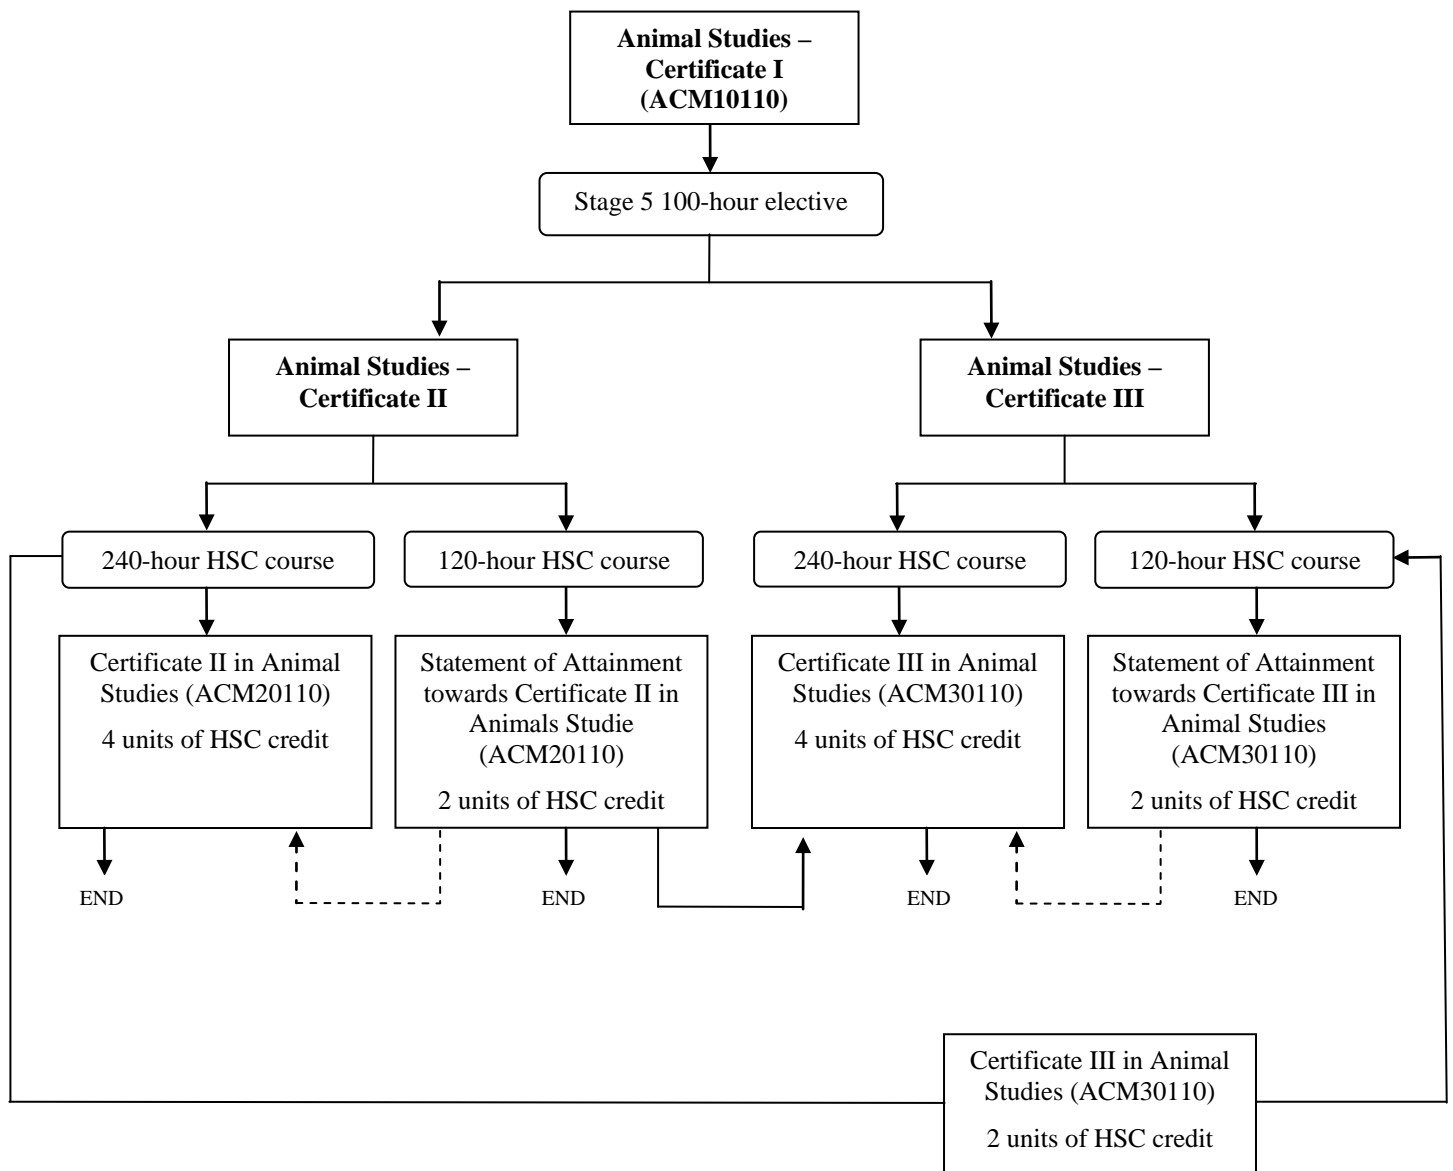 Animal Studies –
Certificate I
(ACM10110)
Stage 5 100-hour elective
Animal Studies –
Certificate II
Animal Studies –
Certificate III
240-hour HSC course
120-hour HSC course
240-hour HSC course
120-hour HSC course
Certificate II in Animal
Studies (ACM20110)
4 units of HSC credit
Statement of Attainment
towards Certificate II in
Animals Studie
(ACM20110)
2 units of HSC credit
Certificate III in Animal
Studies (ACM30110)
4 units of HSC credit
Statement of Attainment
towards Certificate III in
Animal Studies
(ACM30110)
2 units of HSC credit
END
END
END
END
Certificate III in Animal
Studies (ACM30110)
2 units of HSC credit